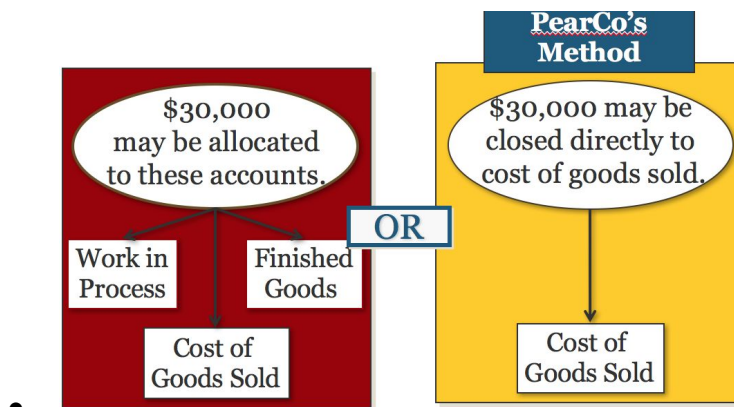 PearCo's
Method
$30,000
may be allocated
to these accounts.
$30,000 may be
closed directly to
cost of goods sold.
OR
Work in
Process
Finished
Goods
Cost of
Goods Sold
Cost of
Goods Sold